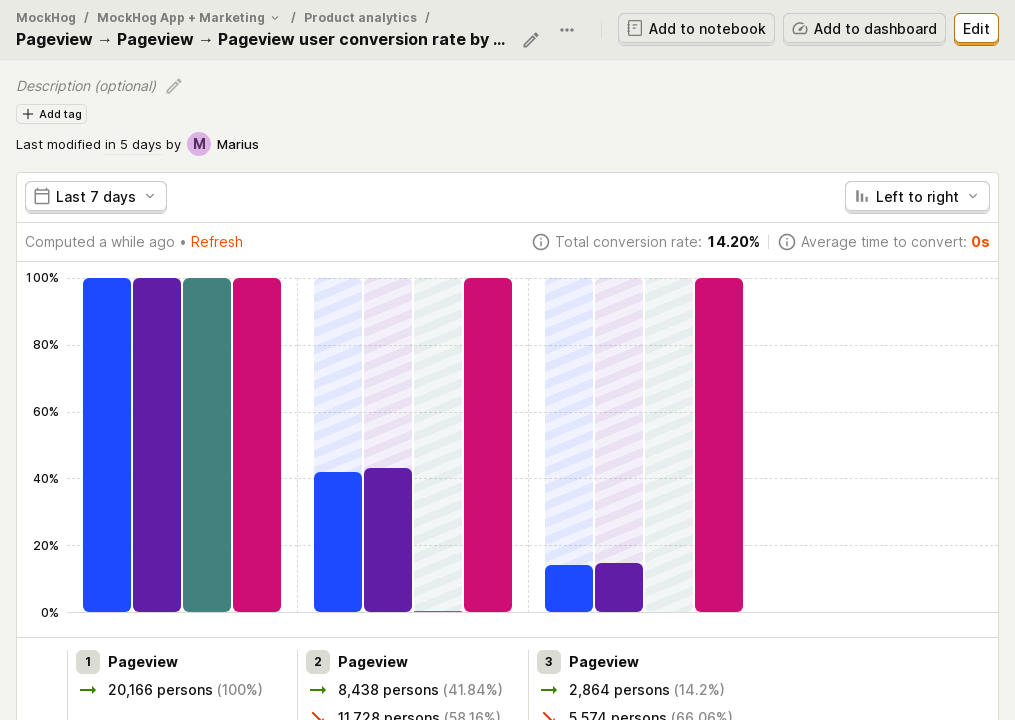 MockHog / MockHog App + Marketing / Product analytics /
Pageview → Pageview → Pageview user conversion rate by ...
Add to notebook
Add to dashboard
Edit
Description (optional)
Add tag
Last modified in 5 days by M Marius
Last 7 days
Left to right
Computed a while ago • Refresh
Total conversion rate: 14.20%
Average time to convert: 0s
100%
80%
60%
40%
20%
0%
1 Pageview
20,166 persons (100%)
2 Pageview
8,438 persons (41.84%)
11,728 persons (58.16%)
3 Pageview
2,864 persons (14.2%)
5,574 persons (66.06%)